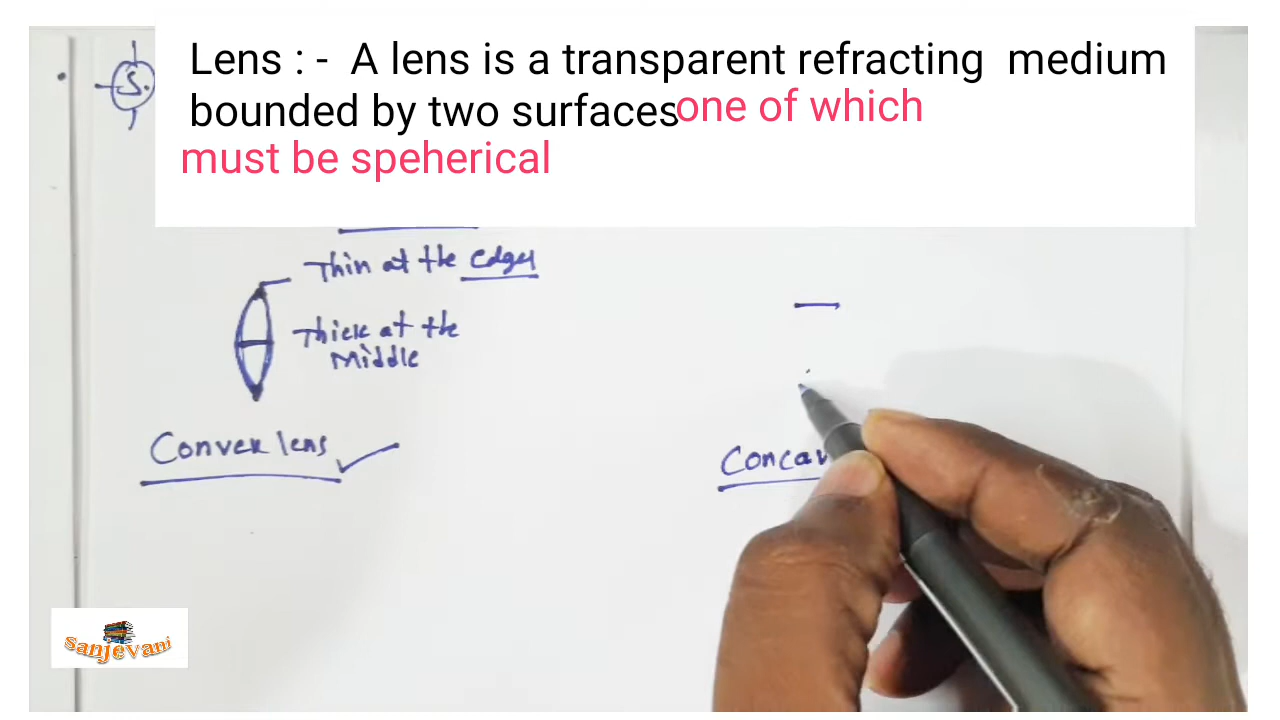 S.
Lens : - A lens is a transparent refracting medium
bounded by two surfaces one of which
must be speherical
Thin at the edges
Thick at the
Middle
Convex lens
Concav
Sanjevani